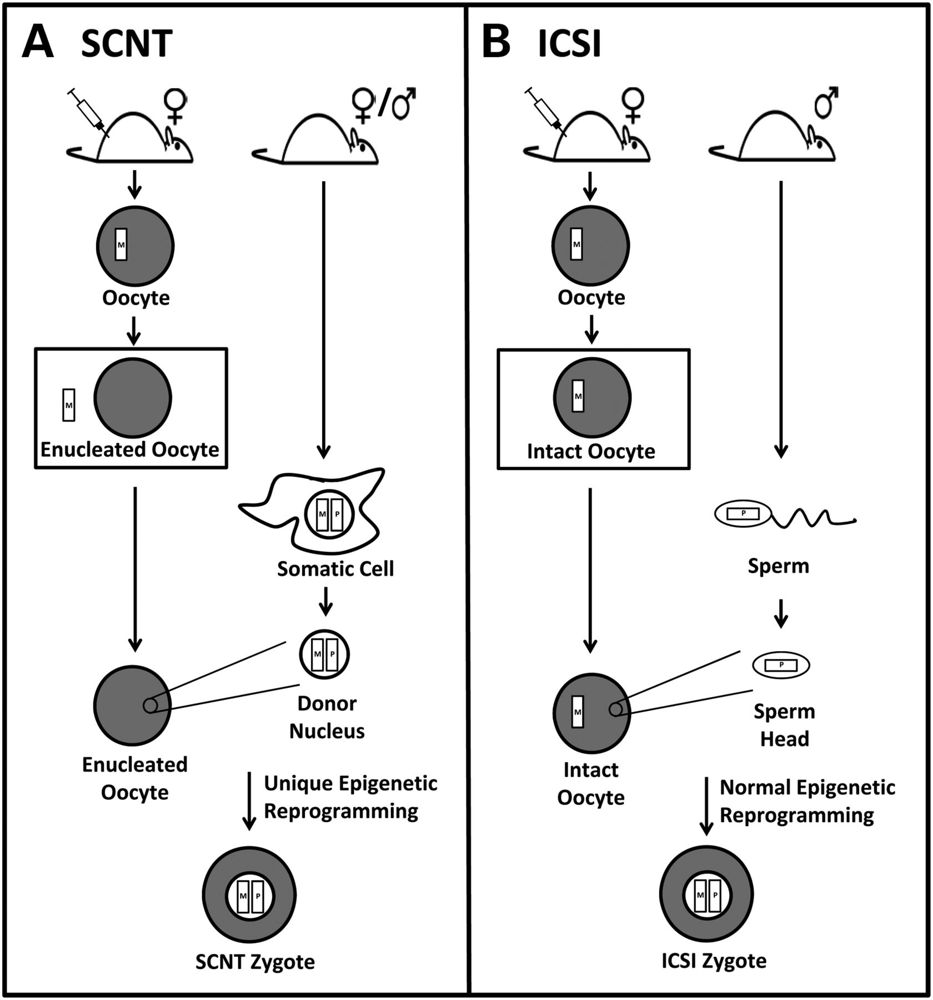 A SCNT
♀
♀/♂
M
Oocyte
M
Enucleated Oocyte
M P
Somatic Cell
M P
Donor
Nucleus
Enucleated
Oocyte
Unique Epigenetic
Reprogramming
M P
SCNT Zygote
B ICSI
♀
♂
M
Oocyte
M
Intact Oocyte
P
Sperm
P
Sperm
Head
M
Intact
Oocyte
Normal Epigenetic
Reprogramming
M P
ICSI Zygote